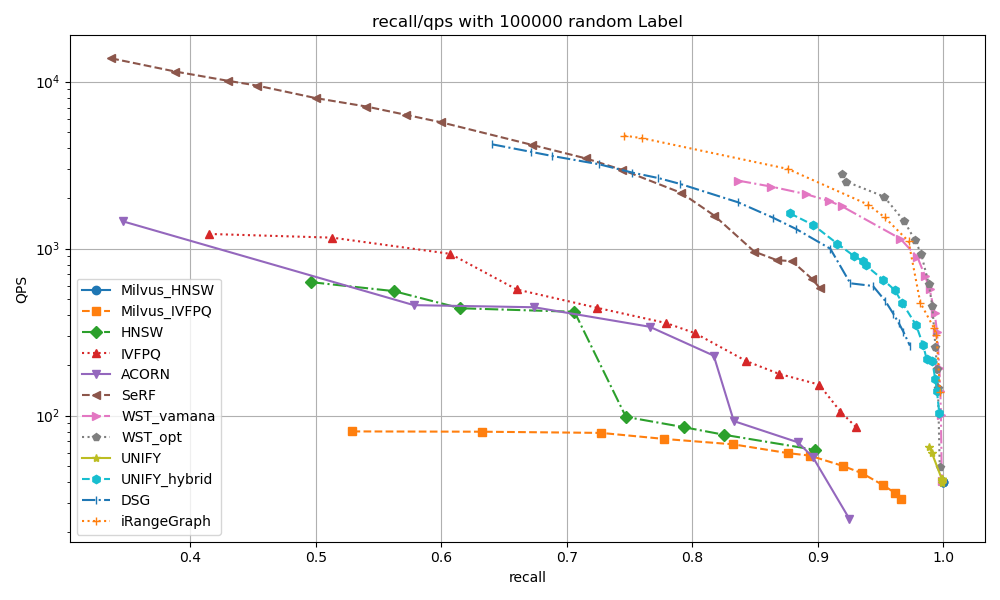 recall/qps with 100000 random Label
QPS
10⁴
10³
10²
Milvus_HNSW
Milvus_IVFPQ
HNSW
IVFPQ
ACORN
SeRF
WST_vamana
WST_opt
UNIFY
UNIFY_hybrid
DSG
iRangeGraph
0.4 0.5 0.6 0.7 0.8 0.9 1.0
recall